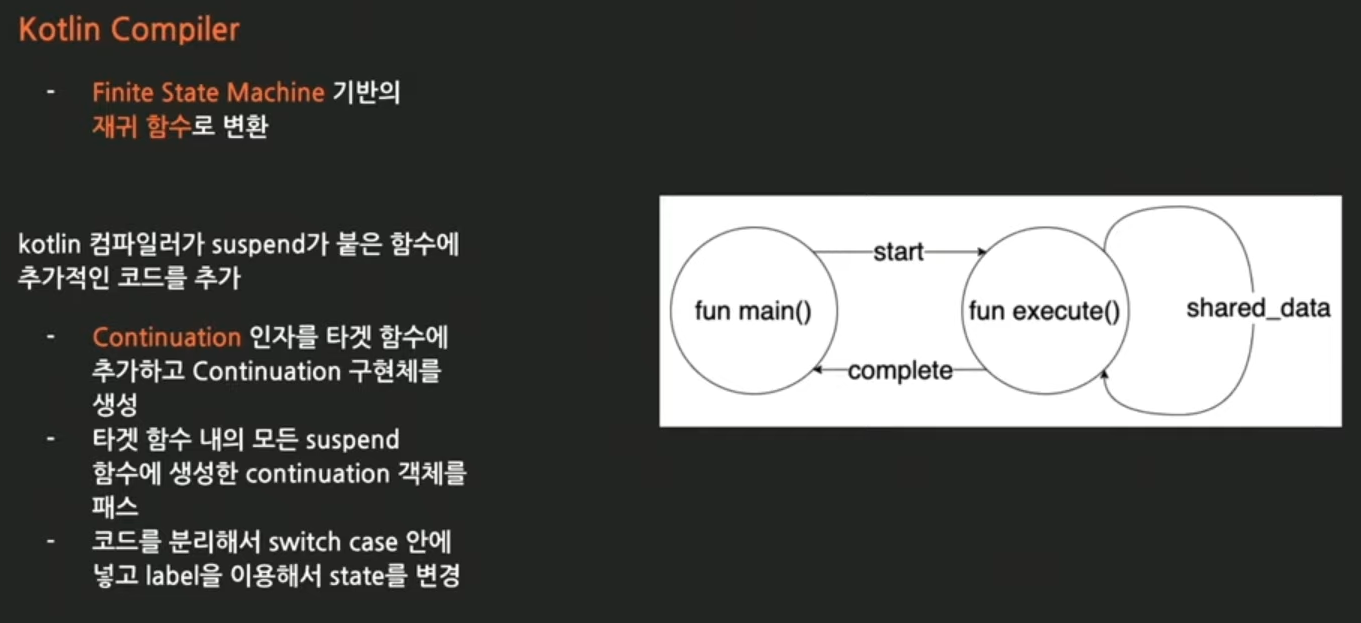 Kotlin Compiler
- Finite State Machine 기반의
재귀 함수로 변환
kotlin 컴파일러가 suspend가 붙은 함수에
추가적인 코드를 추가
- Continuation 인자를 타겟 함수에
추가하고 Continuation 구현체를
생성
- 타겟 함수 내의 모든 suspend
함수에 생성한 continuation 객체를
패스
- 코드를 분리해서 switch case 안에
넣고 label을 이용해서 state를 변경
start
fun main()
fun execute()
shared_data
complete